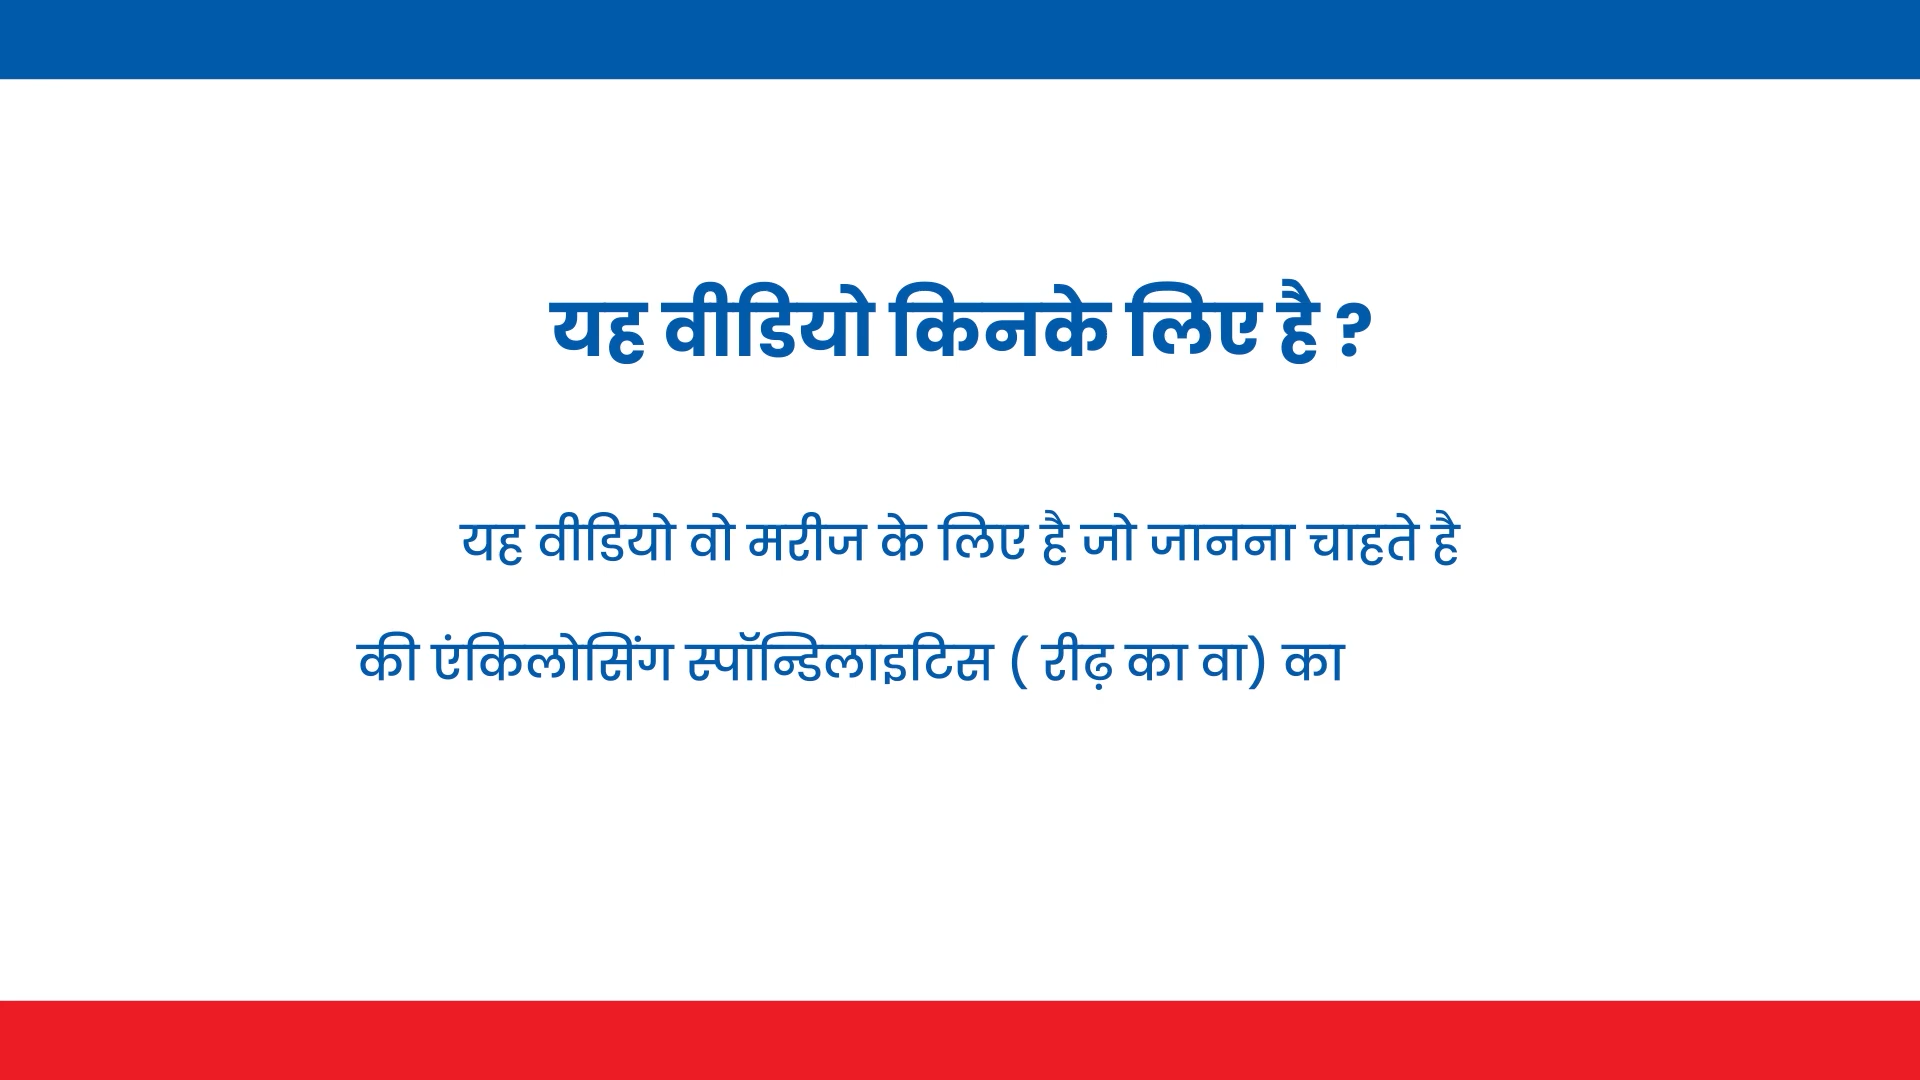 यह वीडियो किनके लिए है ?
यह वीडियो वो मरीज के लिए है जो जानना चाहते है
की एंकिलोसिंग स्पॉन्डिलाइटिस ( रीढ़ का वा) का